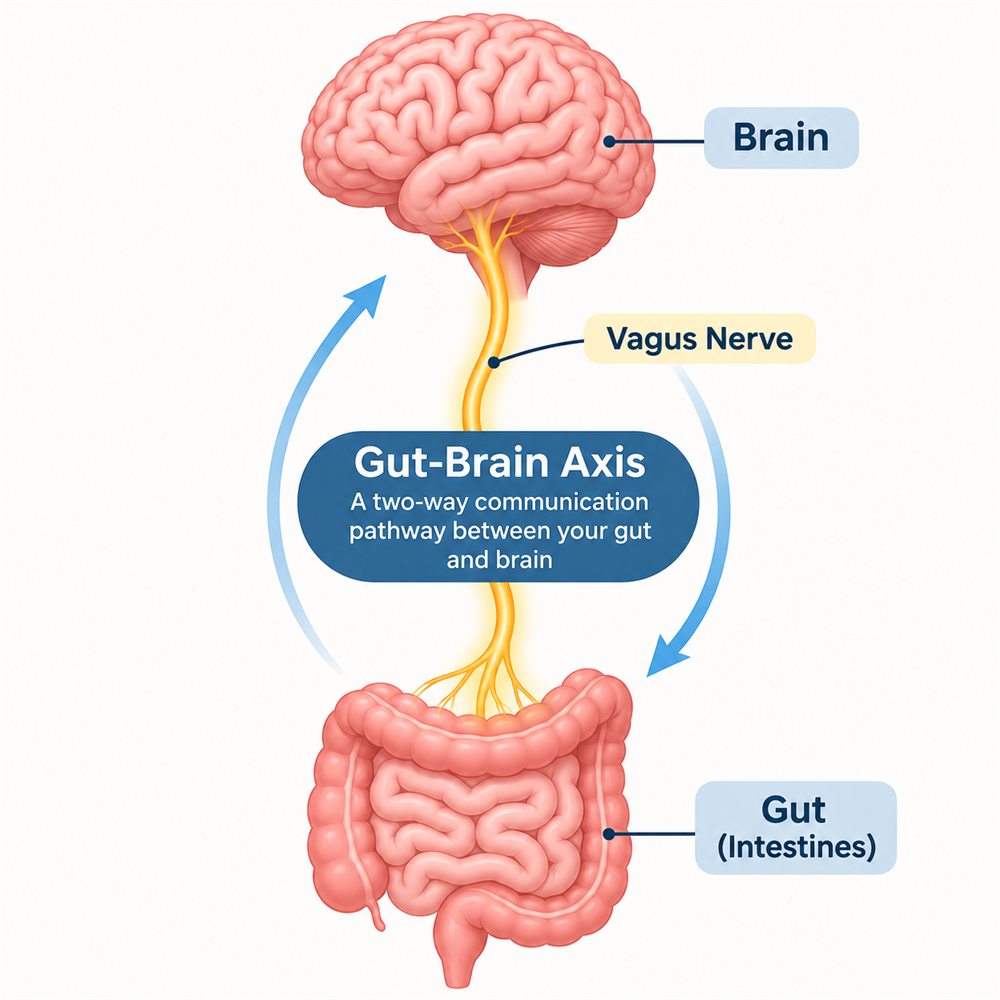 Brain
Vagus Nerve
Gut-Brain Axis
A two-way communication
pathway between your gut
and brain
Gut
(Intestines)